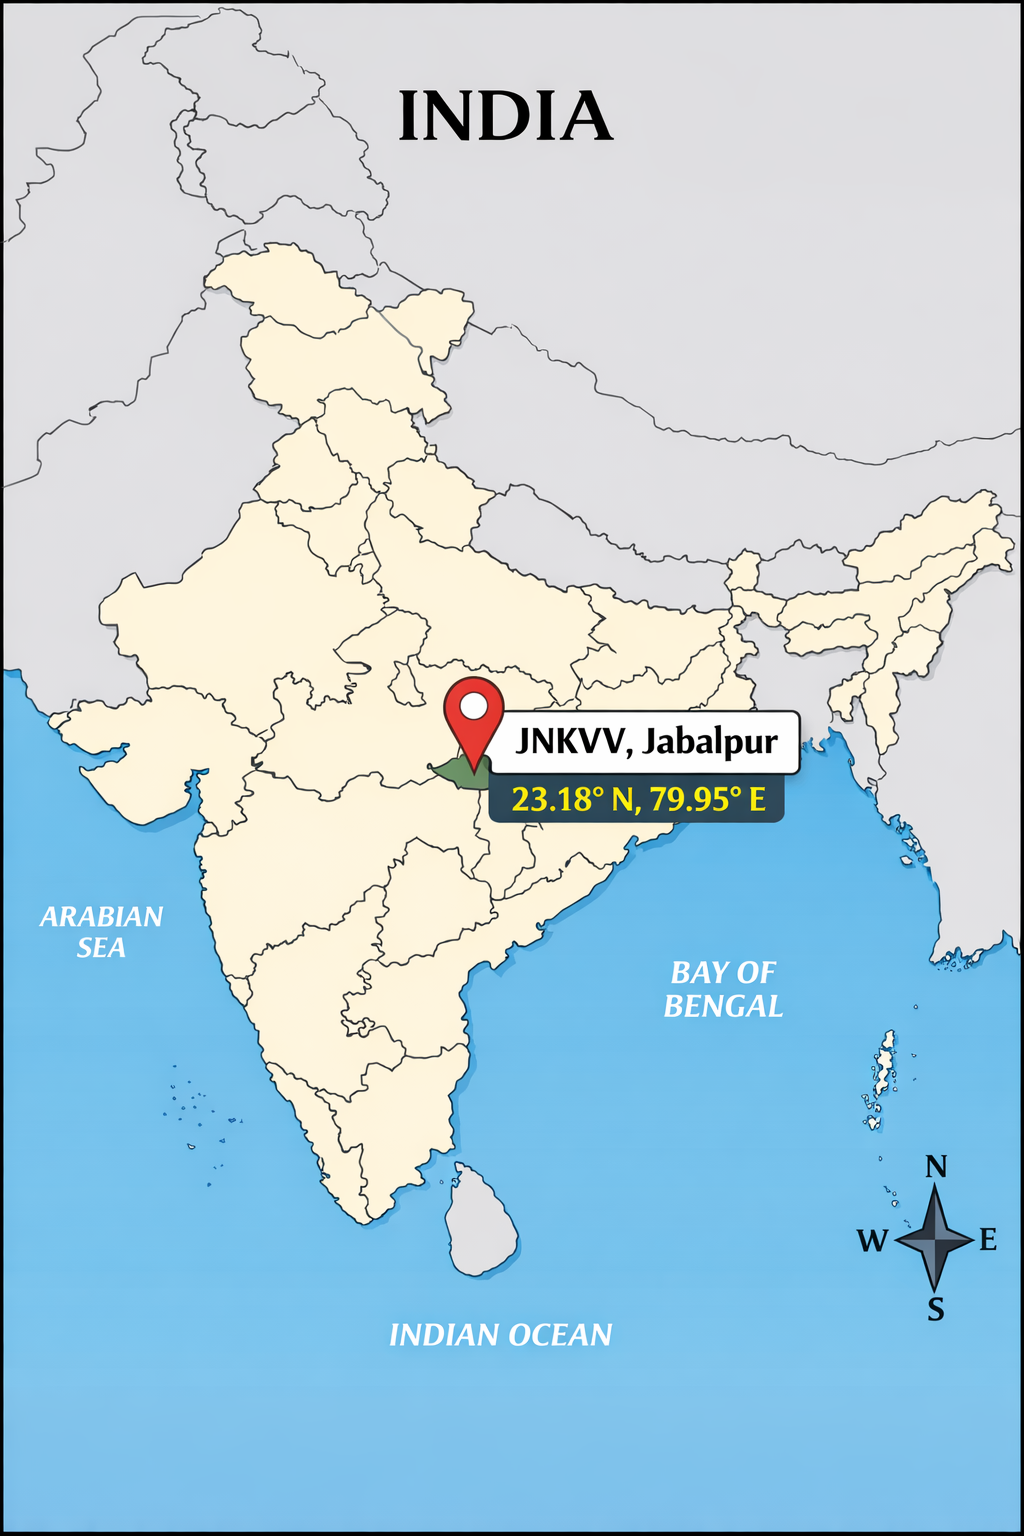 INDIA
JNKVV, Jabalpur
23.18° N, 79.95° E
ARABIAN
SEA
BAY OF
BENGAL
N
W
E
S
INDIAN OCEAN